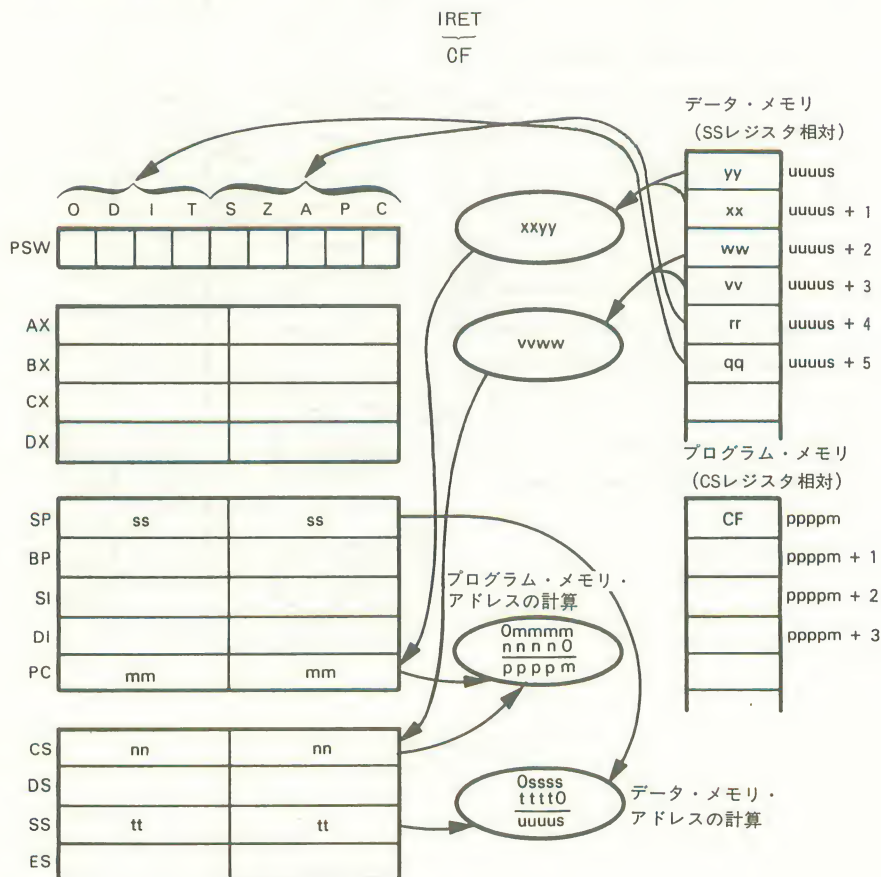 IRET
CF
データ・メモリ
(SSレジスタ相対)
yy uuuus
xx uuuus + 1
ww uuuus + 2
vv uuuus + 3
rr uuuus + 4
qq uuuus + 5
O D I T S Z A P C
PSW
xxyy
vvww
AX
BX
CX
DX
プログラム・メモリ
(CSレジスタ相対)
CF ppppm
ppppm + 1
ppppm + 2
ppppm + 3
SP ss ss
BP
SI
DI
PC mm mm
プログラム・メモリ・
アドレスの計算
0mmmm
nnnn0
ppppm
CS nn nn
DS
SS tt tt
ES
0ssss
tttt0
uuuus
データ・メモリ・
アドレスの計算